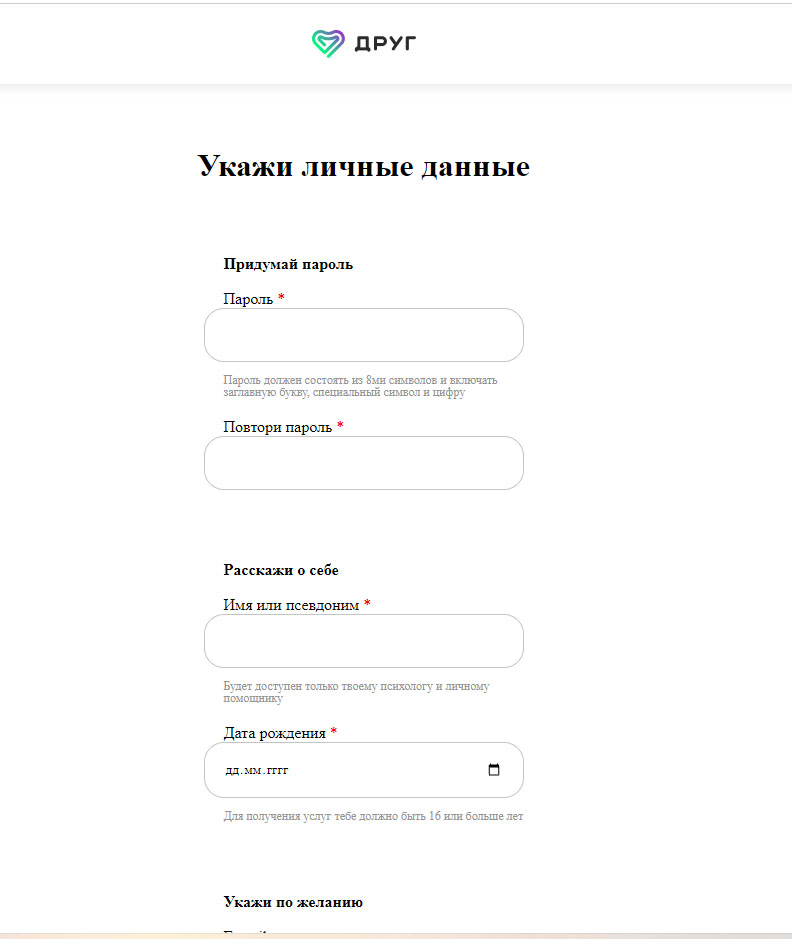 ДРУГ
Укажи личные данные
Придумай пароль
Пароль *
Пароль должен состоять из 8ми символов и включать
заглавную букву, специальный символ и цифру
Повтори пароль *
Расскажи о себе
Имя или псевдоним *
Будет доступен только твоему психологу и личному
помощнику
Дата рождения *
дд.мм.гггг
Для получения услуг тебе должно быть 16 или больше лет
Укажи по желанию